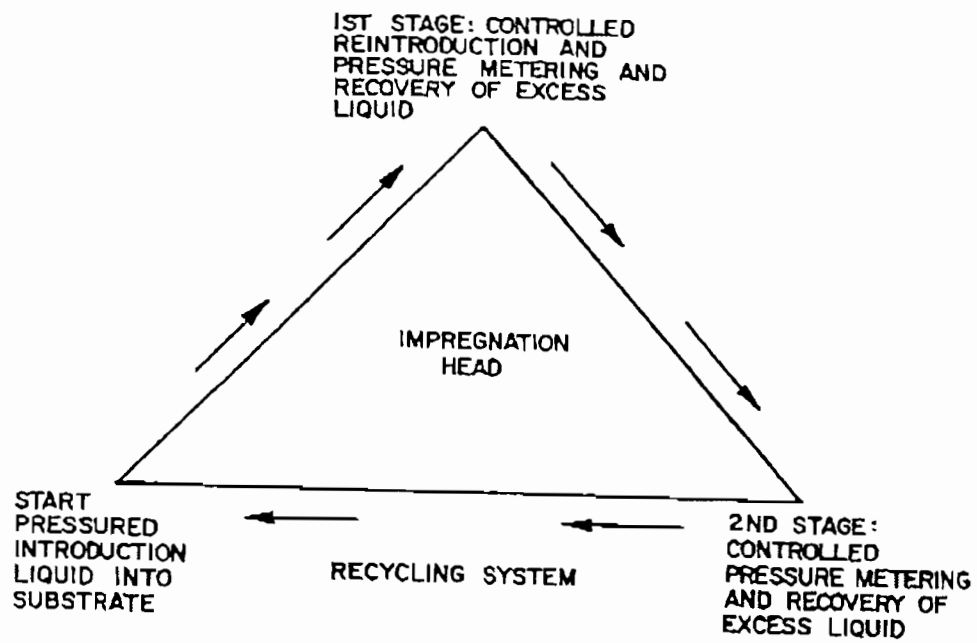 1ST STAGE: CONTROLLED
REINTRODUCTION AND
PRESSURE METERING AND
RECOVERY OF EXCESS
LIQUID
IMPREGNATION
HEAD
START
PRESSURED
INTRODUCTION
LIQUID INTO
SUBSTRATE
RECYCLING SYSTEM
2ND STAGE:
CONTROLLED
PRESSURE METERING
AND RECOVERY OF
EXCESS LIQUID